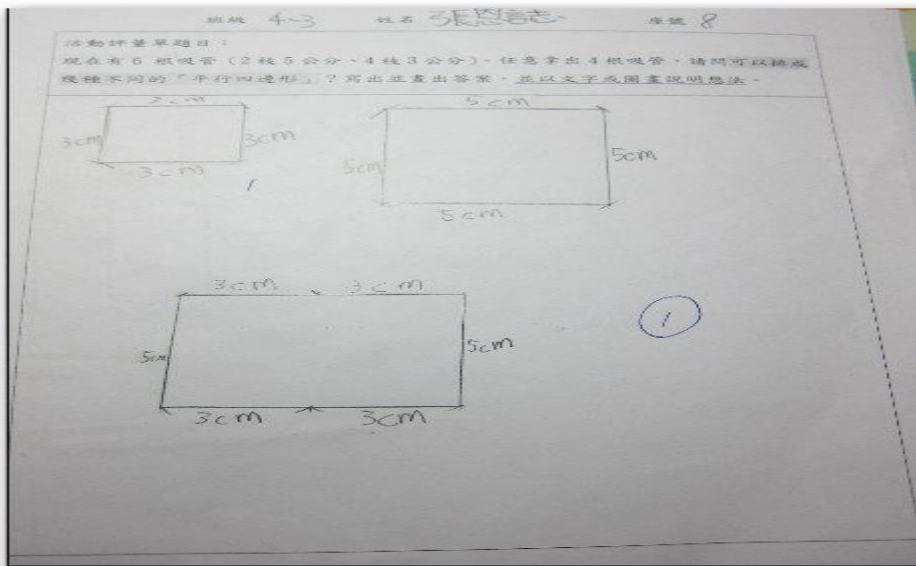 班級 4-3 姓名 張恩誌 座號 8
活動評量單題目：
現在有6 根吸管（2 枝5 公分、4 枝3 公分）。任意拿出4 根吸管，請問可以排成
幾種不同的「平行四邊形」？寫出並畫出答案，並以文字或圖畫說明想法。
3cm 5cm
3cm 3cm 5cm 5cm
3cm 5cm
1
3cm 3cm
5cm 5cm 1
3cm 3cm